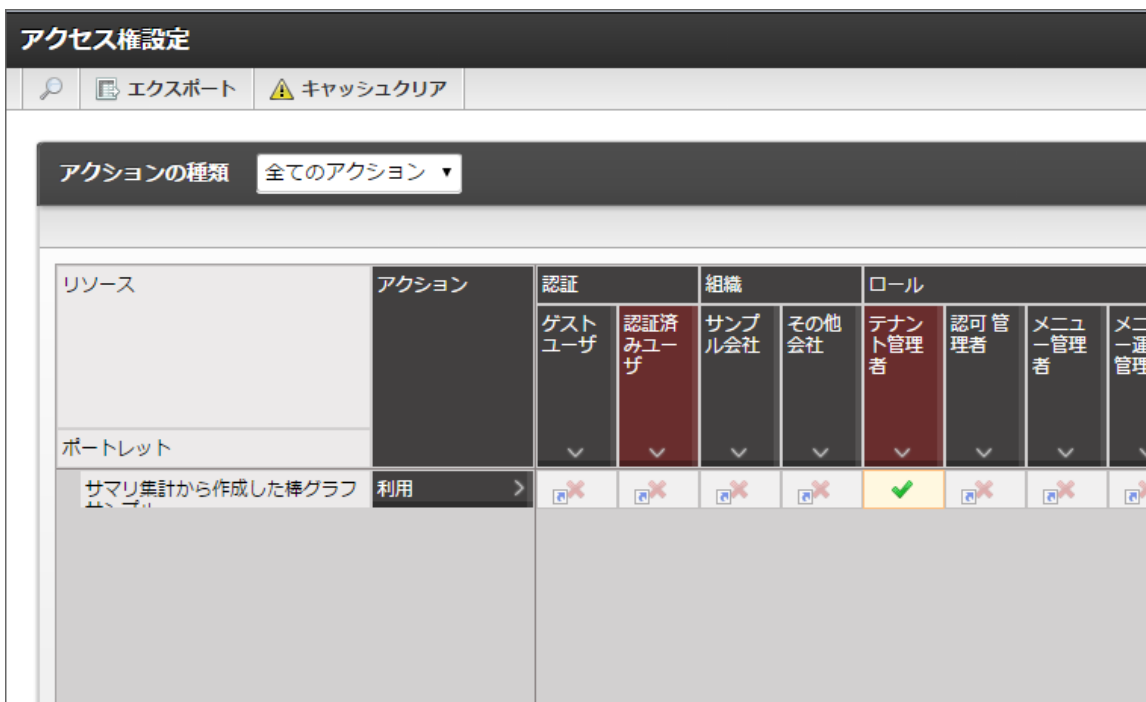 アクセス権設定
エクスポート
キャッシュクリア
アクションの種類
全てのアクション
リソース
アクション
認証
組織
ロール
ゲスト
ユーザ
認証済
みユー
ザ
サンプ
ル会社
その他
会社
テナン
ト管理
者
認可 管
理者
メニュ
ー管理
者
ポートレット
サマリ集計から作成した棒グラフ
利用